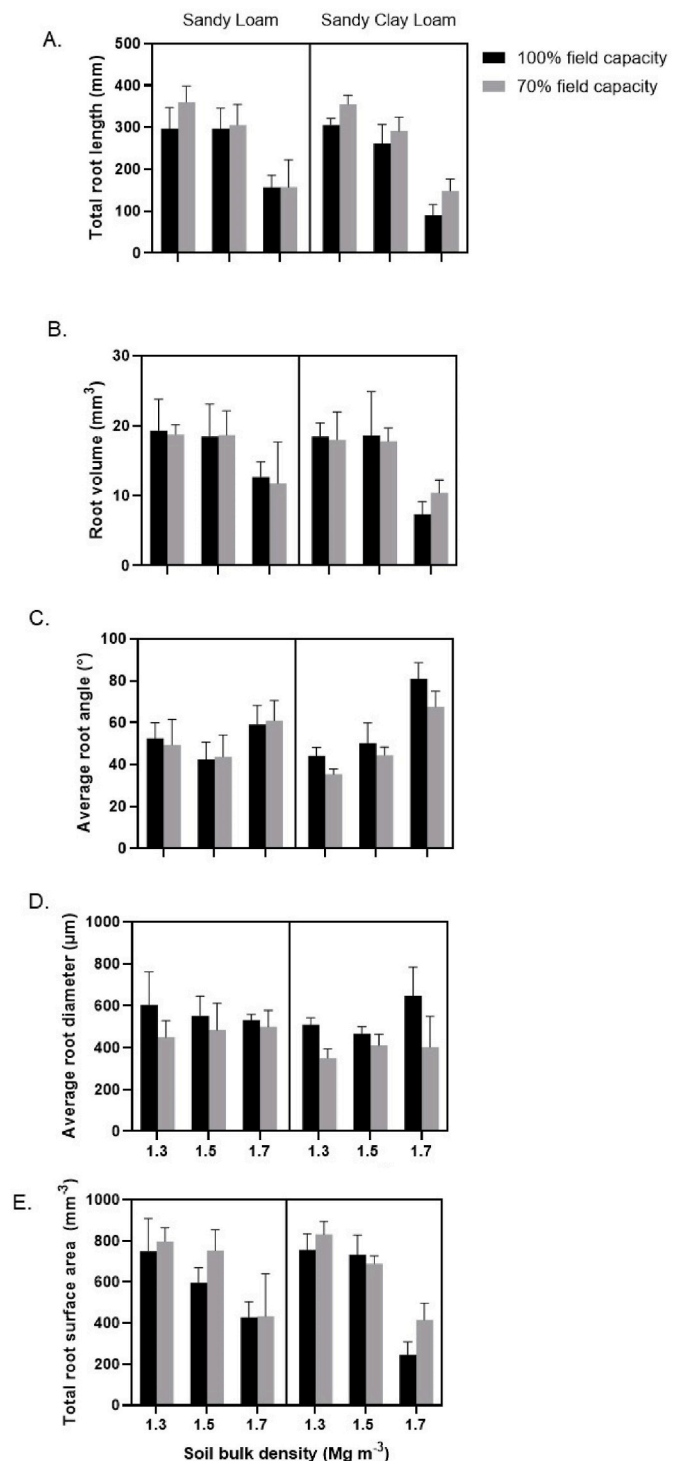 Sandy Loam Sandy Clay Loam
A.
Total root length (mm)
500
400
300
200
100
0
100% field capacity
70% field capacity
B.
Root volume (mm³)
30
20
10
0
C.
Average root angle (°)
100
80
60
40
20
0
D.
Average root diameter (µm)
1000
800
600
400
200
0
1.3 1.5 1.7 1.3 1.5 1.7
E.
Total root surface area (mm⁻³)
1000
800
600
400
200
0
1.3 1.5 1.7 1.3 1.5 1.7
Soil bulk density (Mg m⁻³)